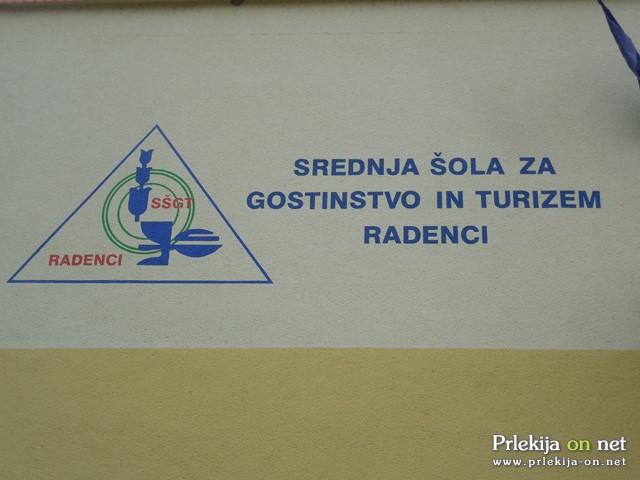 SREDNJA ŠOLA ZA
GOSTINSTVO IN TURIZEM
RADENCI
SŠGT
RADENCI
Prlekija on net
www.prlekija-on.net